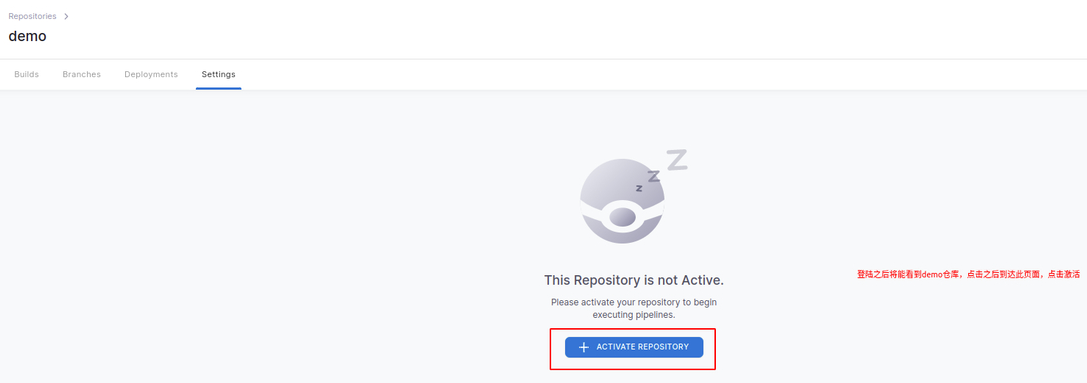 Repositories
demo
Builds Branches Deployments Settings
z z z
This Repository is not Active.
登陆之后将能看到demo仓库，点击之后到达此页面，点击激活
Please activate your repository to begin
executing pipelines.
ACTIVATE REPOSITORY